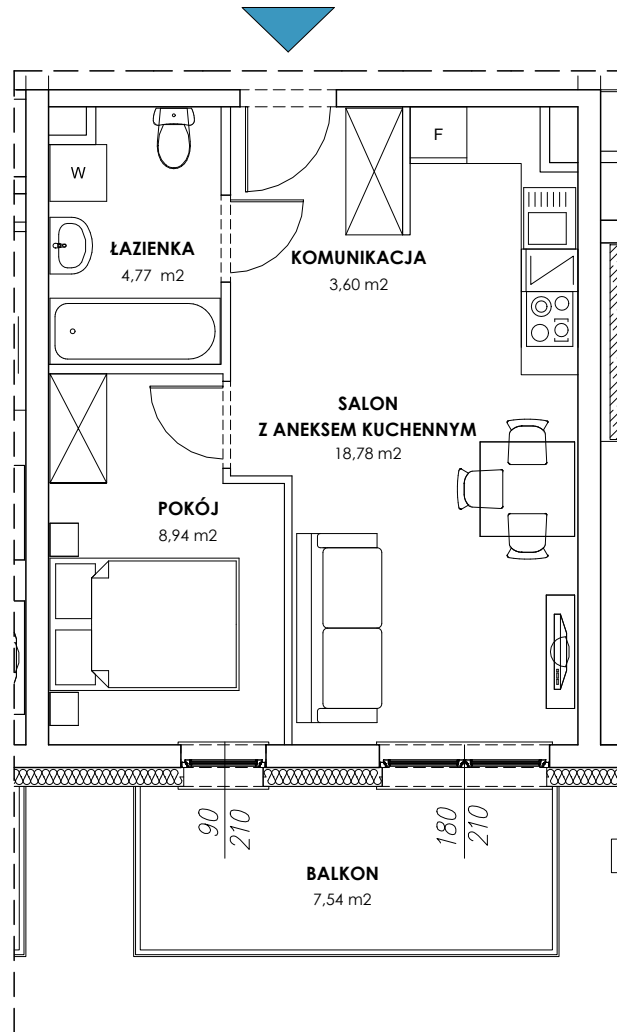 F
W
ŁAZIENKA
4,77 m2
KOMUNIKACJA
3,60 m2
SALON
Z ANEKSEM KUCHENNYM
18,78 m2
POKÓJ
8,94 m2
90
210
180
210
BALKON
7,54 m2